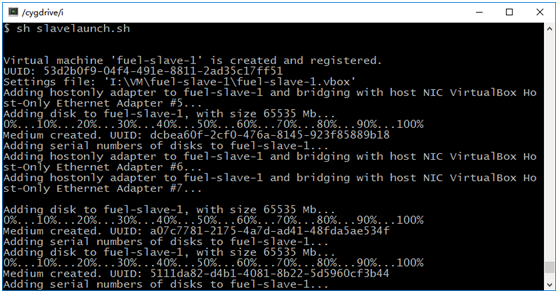 /cygdrive/i
$ sh slavelaunch.sh
Virtual machine 'fuel-slave-1' is created and registered.
UUID: 53d2b0f9-04f4-491e-8811-2ad35c17ff51
Settings file: 'I:\VM\fuel-slave-1\fuel-slave-1.vbox'
Adding hostonly adapter to fuel-slave-1 and bridging with host NIC VirtualBox Ho
st-Only Ethernet Adapter #5...
Adding disk to fuel-slave-1, with size 65535 Mb...
0%...10%...20%...30%...40%...50%...60%...70%...80%...90%...100%
Medium created. UUID: dcbea60f-2cf0-476a-8145-923f85889b18
Adding serial numbers of disks to fuel-slave-1...
Adding hostonly adapter to fuel-slave-1 and bridging with host NIC VirtualBox Ho
st-Only Ethernet Adapter #6...
Adding hostonly adapter to fuel-slave-1 and bridging with host NIC VirtualBox Ho
st-Only Ethernet Adapter #7...
Adding disk to fuel-slave-1, with size 65535 Mb...
0%...10%...20%...30%...40%...50%...60%...70%...80%...90%...100%
Medium created. UUID: a07c7781-2175-4a7d-ad41-48fda5ae534f
Adding serial numbers of disks to fuel-slave-1...
Adding disk to fuel-slave-1, with size 65535 Mb...
0%...10%...20%...30%...40%...50%...60%...70%...80%...90%...100%
Medium created. UUID: 5111da82-d4b1-4081-8b22-5d5960cf3b44
Adding serial numbers of disks to fuel-slave-1...